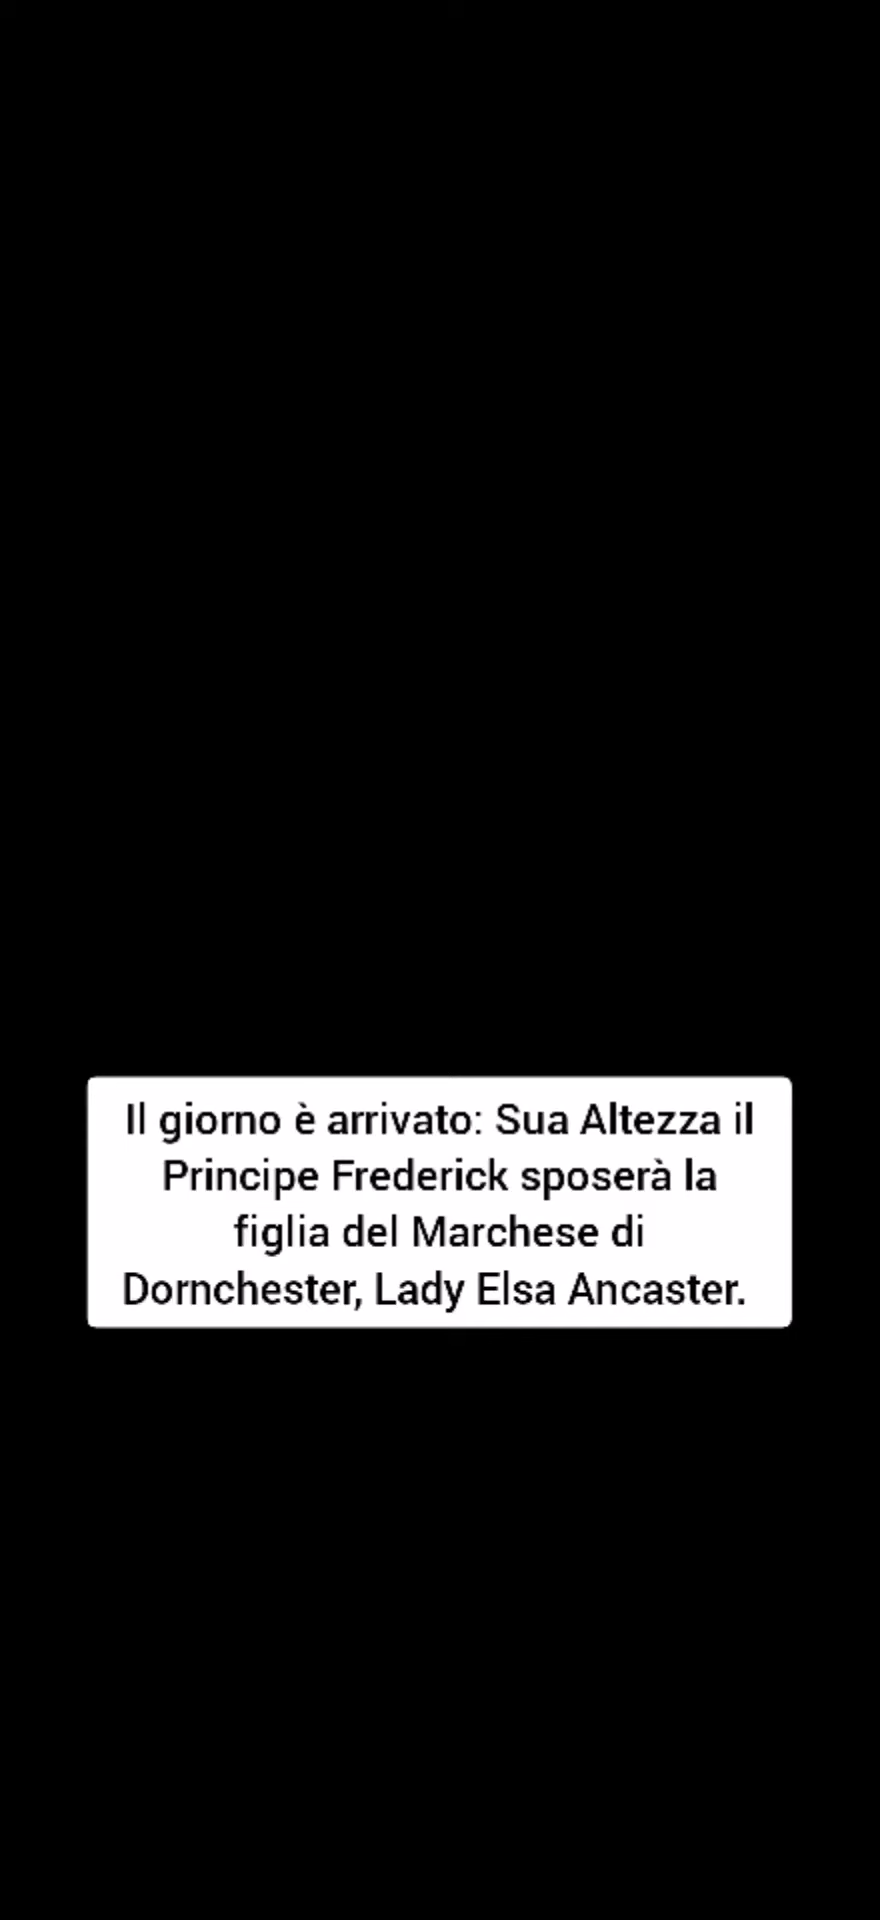 Il giorno è arrivato: Sua Altezza il
Principe Frederick sposerà la
figlia del Marchese di
Dornchester, Lady Elsa Ancaster.